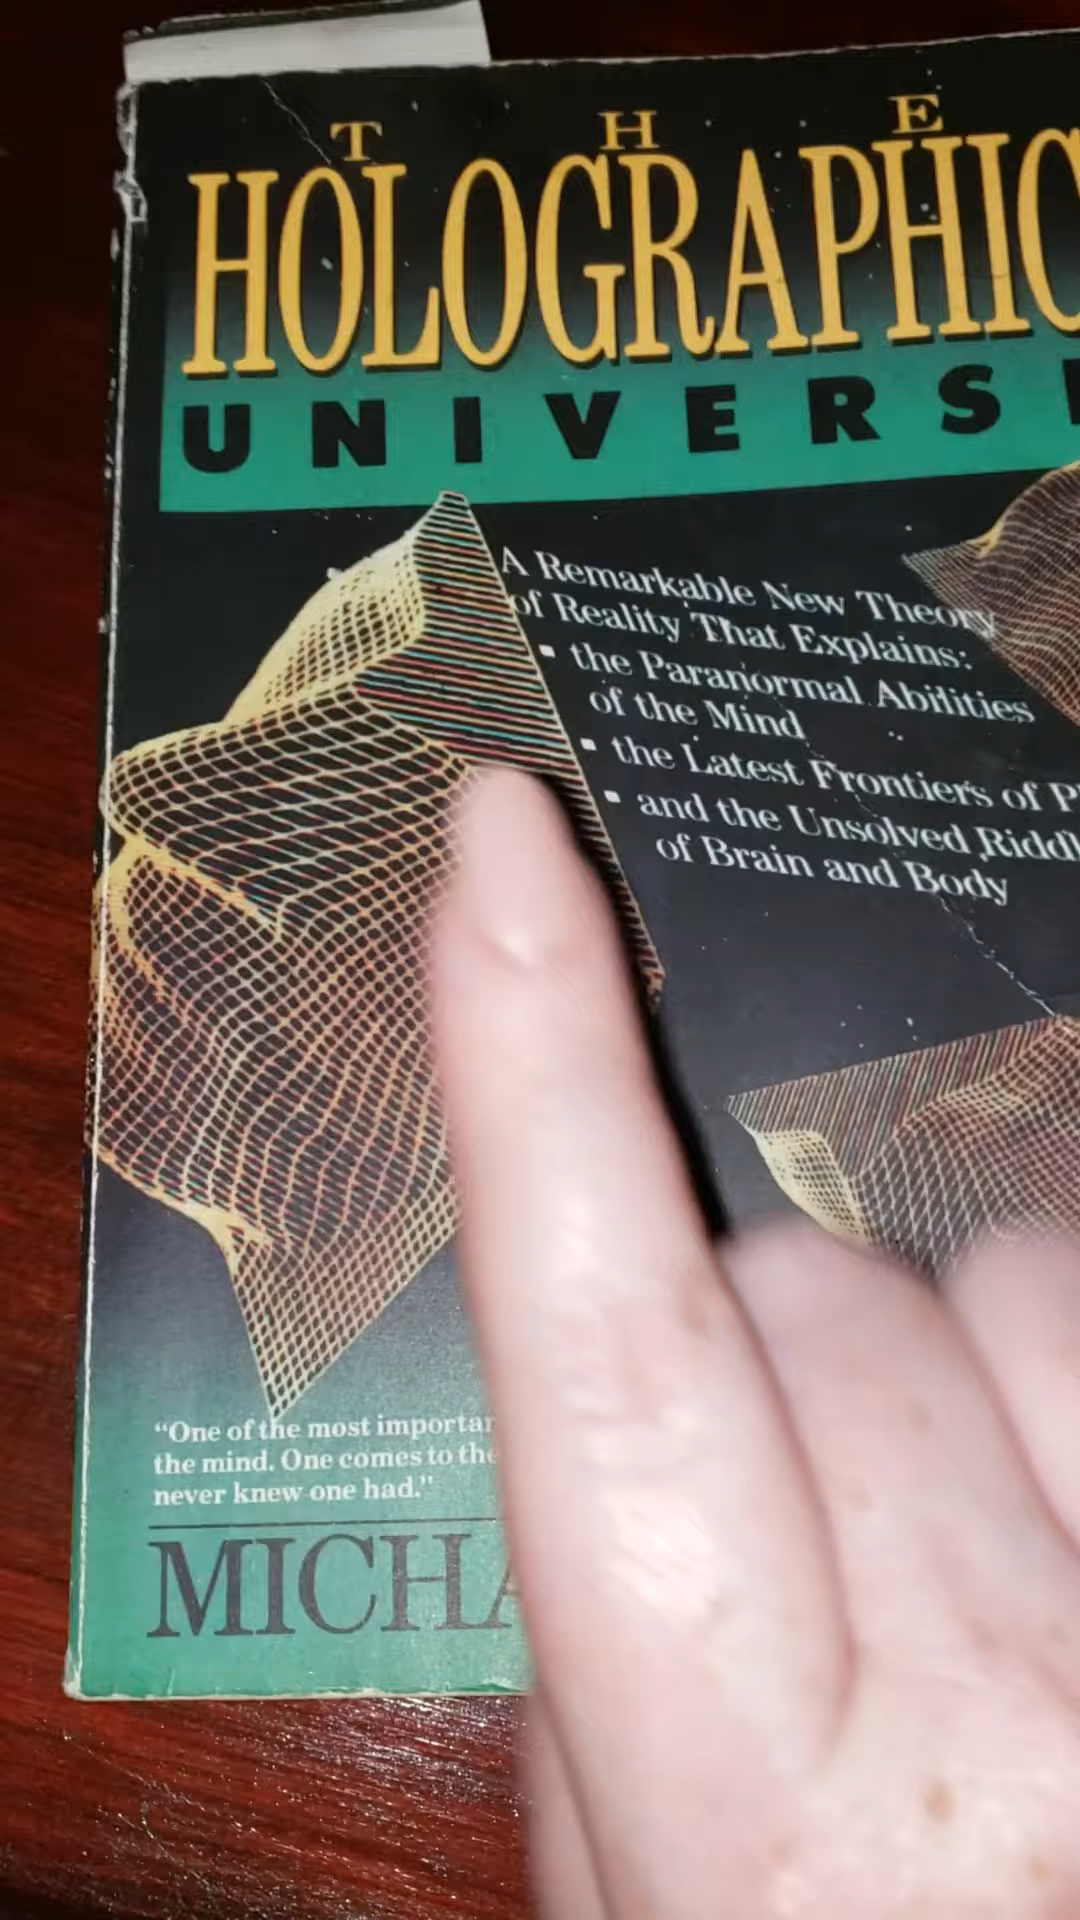 THE
HOLOGRAPHIC
UNIVERS
A Remarkable New Theory
of Reality That Explains:
▪ the Paranormal Abilities
of the Mind
▪ the Latest Frontiers of
▪ and the Unsolved
of Brain and Body
“One of the most
the mind. One comes to the
never knew one had.”